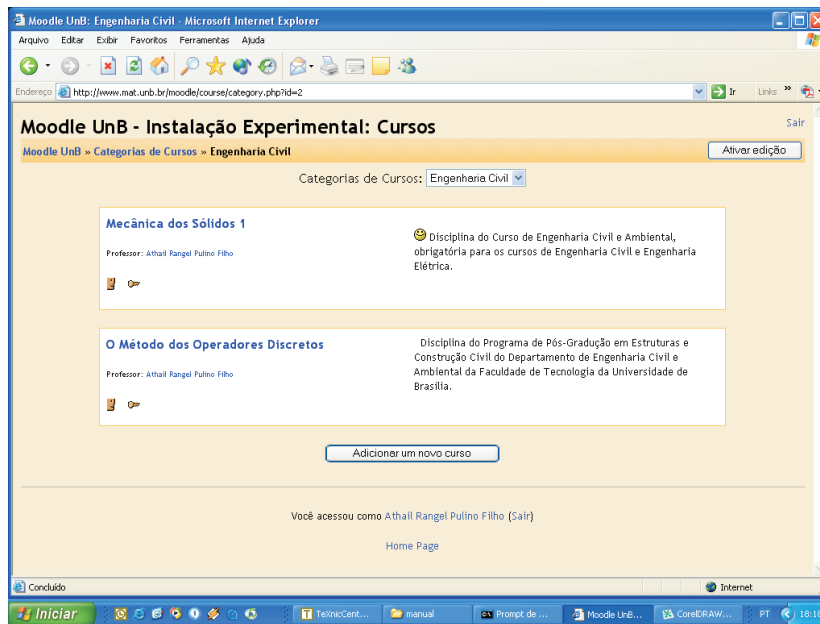 Moodle UnB: Engenharia Civil - Microsoft Internet Explorer
Arquivo Editar Exibir Favoritos Ferramentas Ajuda
Endereço http://www.mat.unb.br/moodle/course/category.php?id=2 Ir Links »
Moodle UnB - Instalação Experimental: Cursos
Sair
Moodle UnB » Categorias de Cursos » Engenharia Civil
Ativar edição
Categorias de Cursos: Engenharia Civil
Mecânica dos Sólidos 1
Professor: Athail Rangel Pulino Filho
Disciplina do Curso de Engenharia Civil e Ambiental,
obrigatória para os cursos de Engenharia Civil e Engenharia
Elétrica.
O Método dos Operadores Discretos
Professor: Athail Rangel Pulino Filho
Disciplina do Programa de Pós-Gradução em Estruturas e
Construção Civil do Departamento de Engenharia Civil e
Ambiental da Faculdade de Tecnologia da Universidade de
Brasília.
Adicionar um novo curso
Você acessou como Athail Rangel Pulino Filho (Sair)
Home Page
Concluído Internet
Iniciar TeXnicCent... manual Prompt de ... Moodle UnB... CorelDRAW... PT 18:18